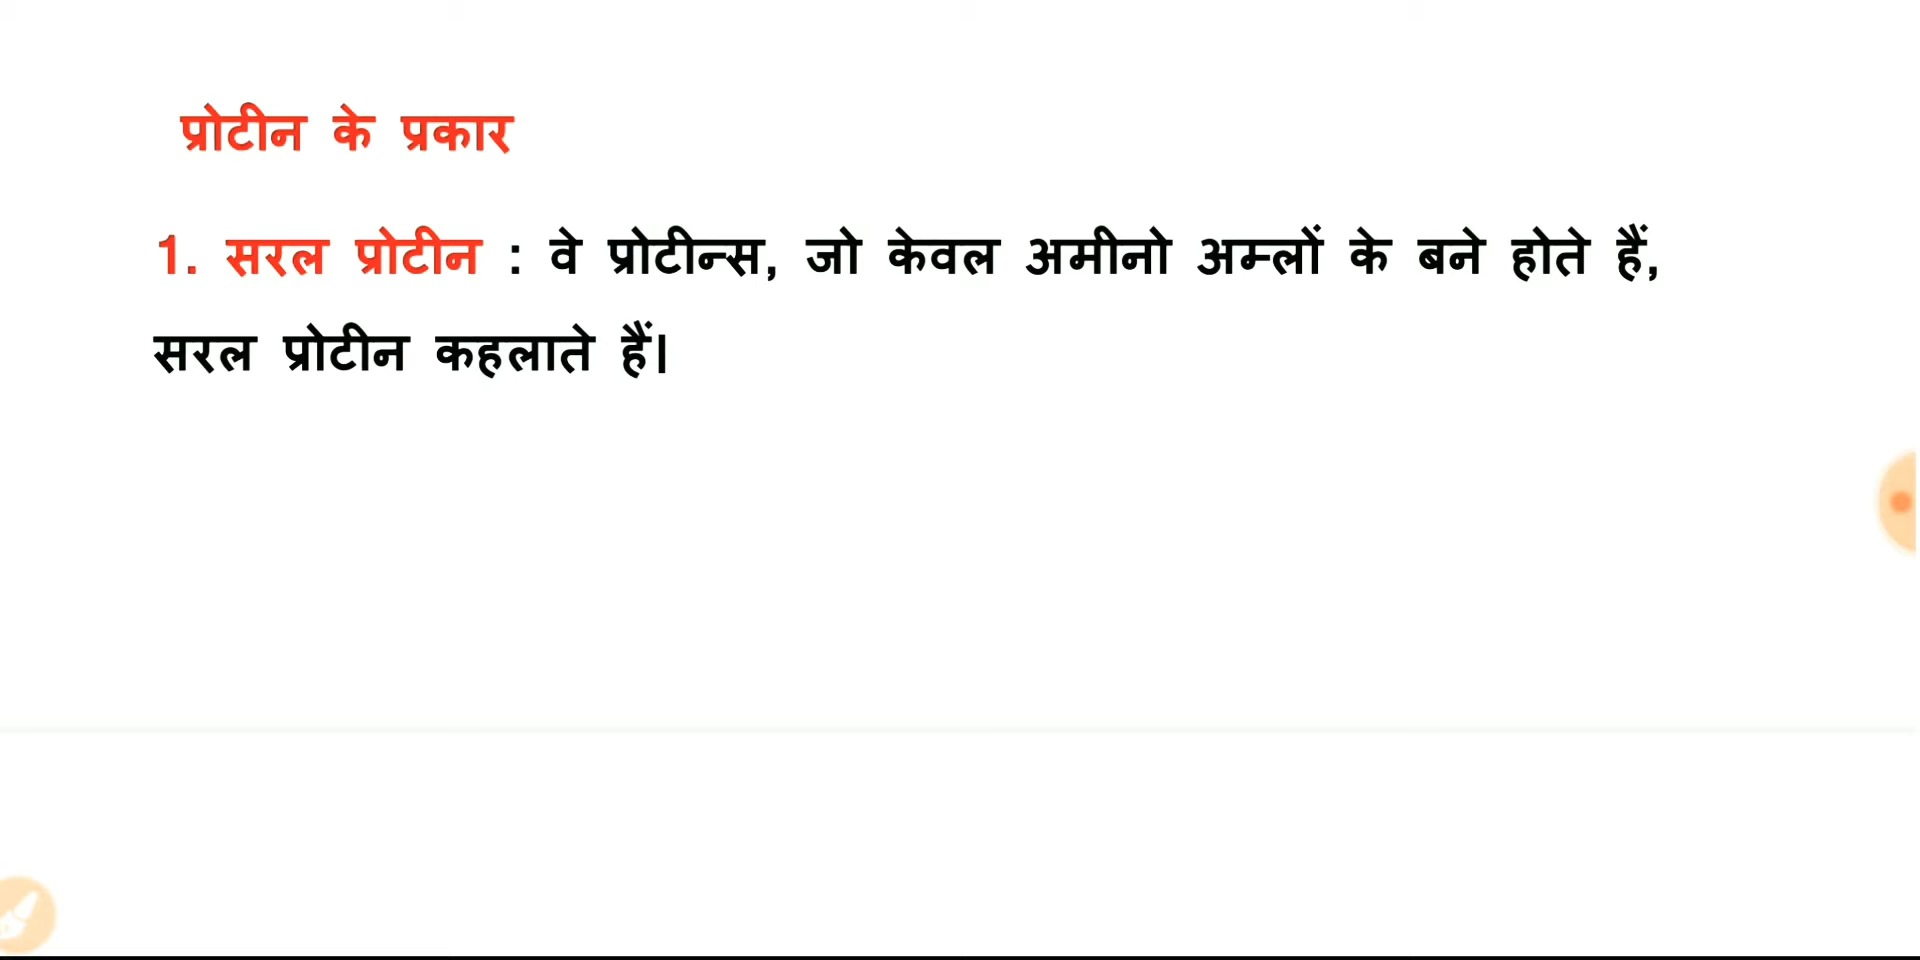 प्रोटीन के प्रकार
1. सरल प्रोटीन : वे प्रोटीन्स, जो केवल अमीनो अम्लों के बने होते हैं,
सरल प्रोटीन कहलाते हैं।